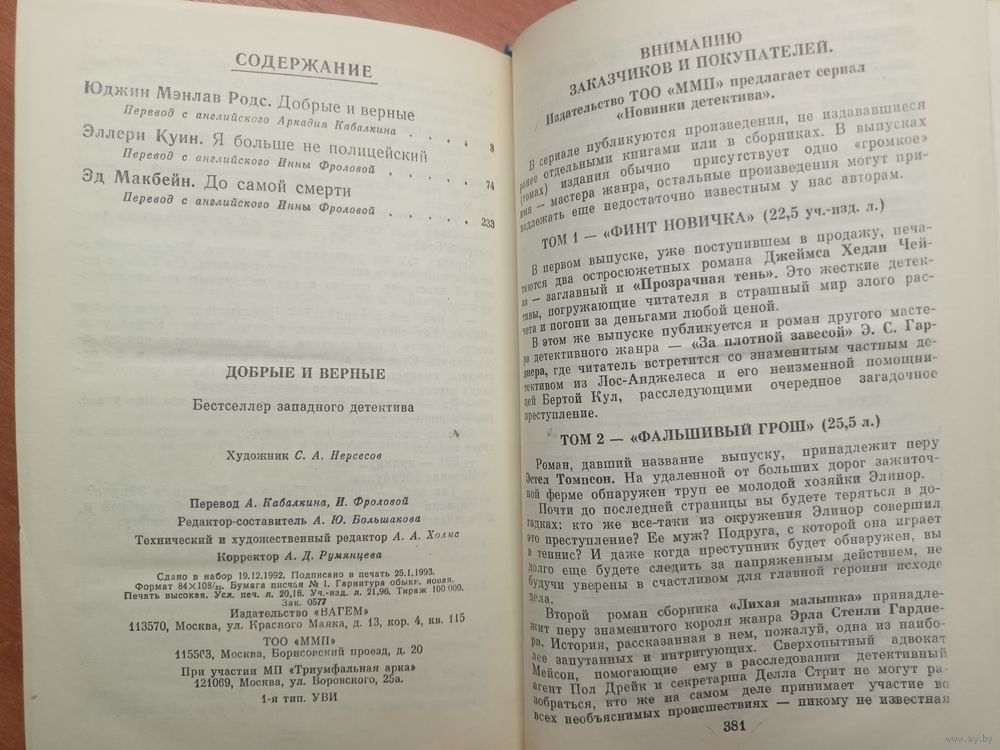 СОДЕРЖАНИЕ
Юджин Мэнлав Родс. Добрые и верные
Перевод с английского Аркадия Кабалкина . . . 3
Эллери Куин. Я больше не полицейский
Перевод с английского Инны Фроловой . . . . . 74
Эд Макбейн. До самой смерти
Перевод с английского Инны Фроловой . . . . . 233
ДОБРЫЕ И ВЕРНЫЕ
Бестселлер западного детектива
Художник С. А. Нерсесов
Перевод А. Кабалкина, И. Фроловой
Редактор-составитель А. Ю. Большакова
Технический и художественный редактор А. А. Холис
Корректор А. Д. Румянцева
Сдано в набор 19.12.1992. Подписано в печать 25.1.1993.
Формат 84×108/32. Бумага писчья № 1. Гарнитура обыкн. новая.
Печать высокая. Усл. печ. л. 20,16. Уч.-изд. л. 21,96. Тираж 100 000.
Зак. 0577
Издательство «ВАГЕМ»
113570, Москва, ул. Красного Маяка, д. 13, кор. 4, кв. 115
ТОО «ММП»
115563, Москва, Борисовский проезд, д. 20
При участии МП «Триумфальная арка»
121069, Москва, ул. Воровского, 25а.
1-я тип. УВИ
ВНИМАНИЮ
ЗАКАЗЧИКОВ И ПОКУПАТЕЛЕЙ.
Издательство ТОО «ММП» предлагает сериал
«Новинки детектива».
В сериале публикуются произведения, не издававшиеся
ранее отдельными книгами или в сборниках. В выпусках
(томах) издания обычно присутствует одно «громкое»
имя — мастера жанра, остальные произведения могут при-
надлежать еще недостаточно известным у нас авторам.
ТОМ 1 — «ФИНТ НОВИЧКА» (22,5 уч.-изд. л.)
В первом выпуске, уже поступившем в продажу, печа-
таются два остросюжетных романа Джеймса Хедли Чей-
за — заглавный и «Прозрачная тень». Это жесткие детек-
тивы, погружающие читателя в страшный мир злого рас-
чета и погони за деньгами любой ценой.
В этом же выпуске публикуется и роман другого масте-
ра детективного жанра — «За плотной завесой» Э. С. Гар-
днера, где читатель встретится со знаменитым частным де-
тективом из Лос-Анджелеса и его неизменной помощни-
цей Бертой Кул, расследующими очередное загадочное
преступление.
ТОМ 2 — «ФАЛЬШИВЫЙ ГРОШ» (25,5 л.)
Роман, давший название выпуску, принадлежит перу
Эстел Томпсон. На удаленной от больших дорог зажиточ-
ной ферме обнаружен труп ее молодой хозяйки Элинор.
Почти до последней страницы вы будете теряться в до-
гадках: кто же все-таки из окружения Элинор совершил
это преступление? Ее муж? Подруга, с которой она играет
в теннис? И даже когда преступник будет обнаружен, вы
долго еще будете следить за напряженным действием, не
будучи уверены в счастливом для главной героини исходе
дела.
Второй роман сборника «Лихая малышка» принадле-
жит перу знаменитого короля жанра Эрла Стенли Гардне-
ра. История, рассказанная в нем, пожалуй, одна из наибо-
лее запутанных и интригующих. Сверхопытный адвокат
Мейсон, помогающие ему в расследовании детективный
агент Пол Дрейк и секретарша Делла Стрит не могут ра-
зобраться, кто же на самом деле принимает участие во
всех необъяснимых происшествиях — никому не известная
381
www.ay.by